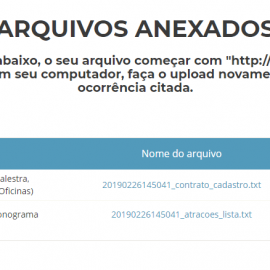 ARQUIVOS ANEXADOS
abaixo, o seu arquivo começar com "http://
m seu computador, faça o upload novame
ocorrência citada.
Nome do arquivo
alestra,
Oficinas)
20190226145041_contrato_cadastro.txt
onograma
20190226145041_atracoes_lista.txt